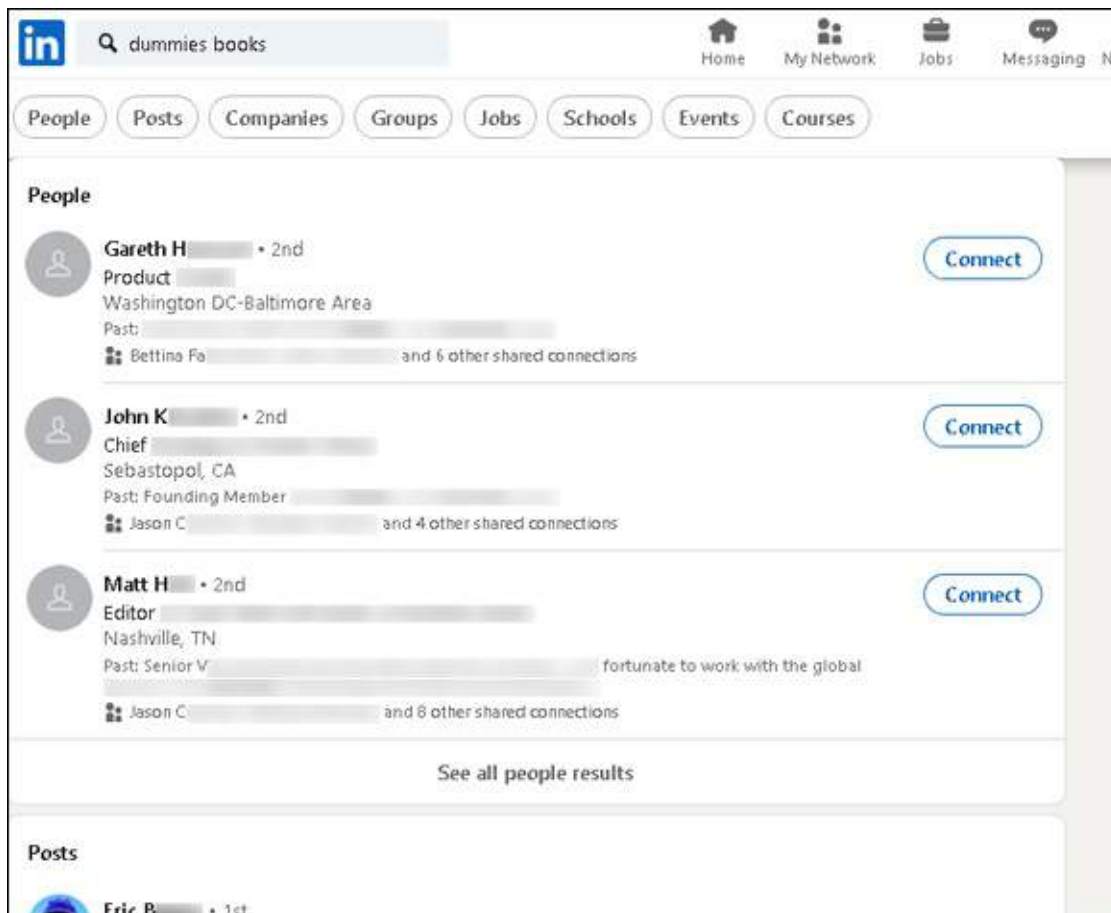 in
dummies books
Home
My Network
Jobs
Messaging
N
People
Posts
Companies
Groups
Jobs
Schools
Events
Courses
People
Gareth H • 2nd
Product
Washington DC-Baltimore Area
Past:
Bettina Fa and 6 other shared connections
Connect
John K • 2nd
Chief
Sebastopol, CA
Past: Founding Member
Jason C and 4 other shared connections
Connect
Matt H • 2nd
Editor
Nashville, TN
Past: Senior V fortunate to work with the global
Jason C and 8 other shared connections
Connect
See all people results
Posts
Eric B • 1st